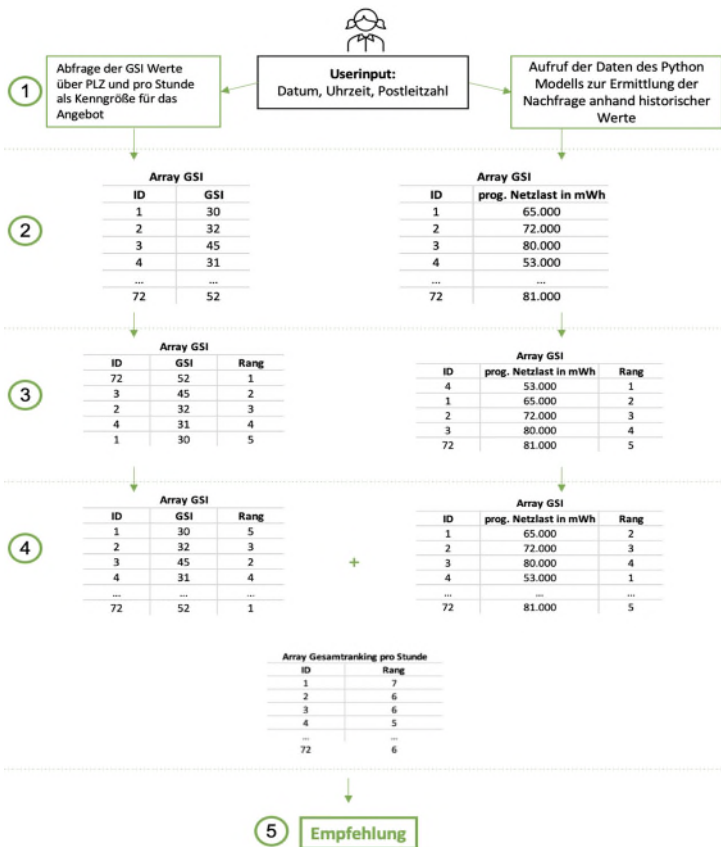 1
Abfrage der GSI Werte
über PLZ und pro Stunde
als Kenngröße für das
Angebot
Userinput:
Datum, Uhrzeit, Postleitzahl
Aufruf der Daten des Python
Modells zur Ermittlung der
Nachfrage anhand historischer
Werte
2
Array GSI
ID GSI
1 30
2 32
3 45
4 31
... ...
72 52
Array GSI
ID prog. Netzlast in mWh
1 65.000
2 72.000
3 80.000
4 53.000
... ...
72 81.000
3
Array GSI
ID GSI Rang
72 52 1
3 45 2
2 32 3
4 31 4
1 30 5
Array GSI
ID prog. Netzlast in mWh Rang
4 53.000 1
1 65.000 2
2 72.000 3
3 80.000 4
72 81.000 5
4
Array GSI
ID GSI Rang
1 30 5
2 32 3
3 45 2
4 31 4
... ... ...
72 52 1
+
Array GSI
ID prog. Netzlast in mWh Rang
1 65.000 2
2 72.000 3
3 80.000 4
4 53.000 1
... ... ...
72 81.000 5
Array Gesamtranking pro Stunde
ID Rang
1 7
2 6
3 6
4 5
... ...
72 6
5 Empfehlung